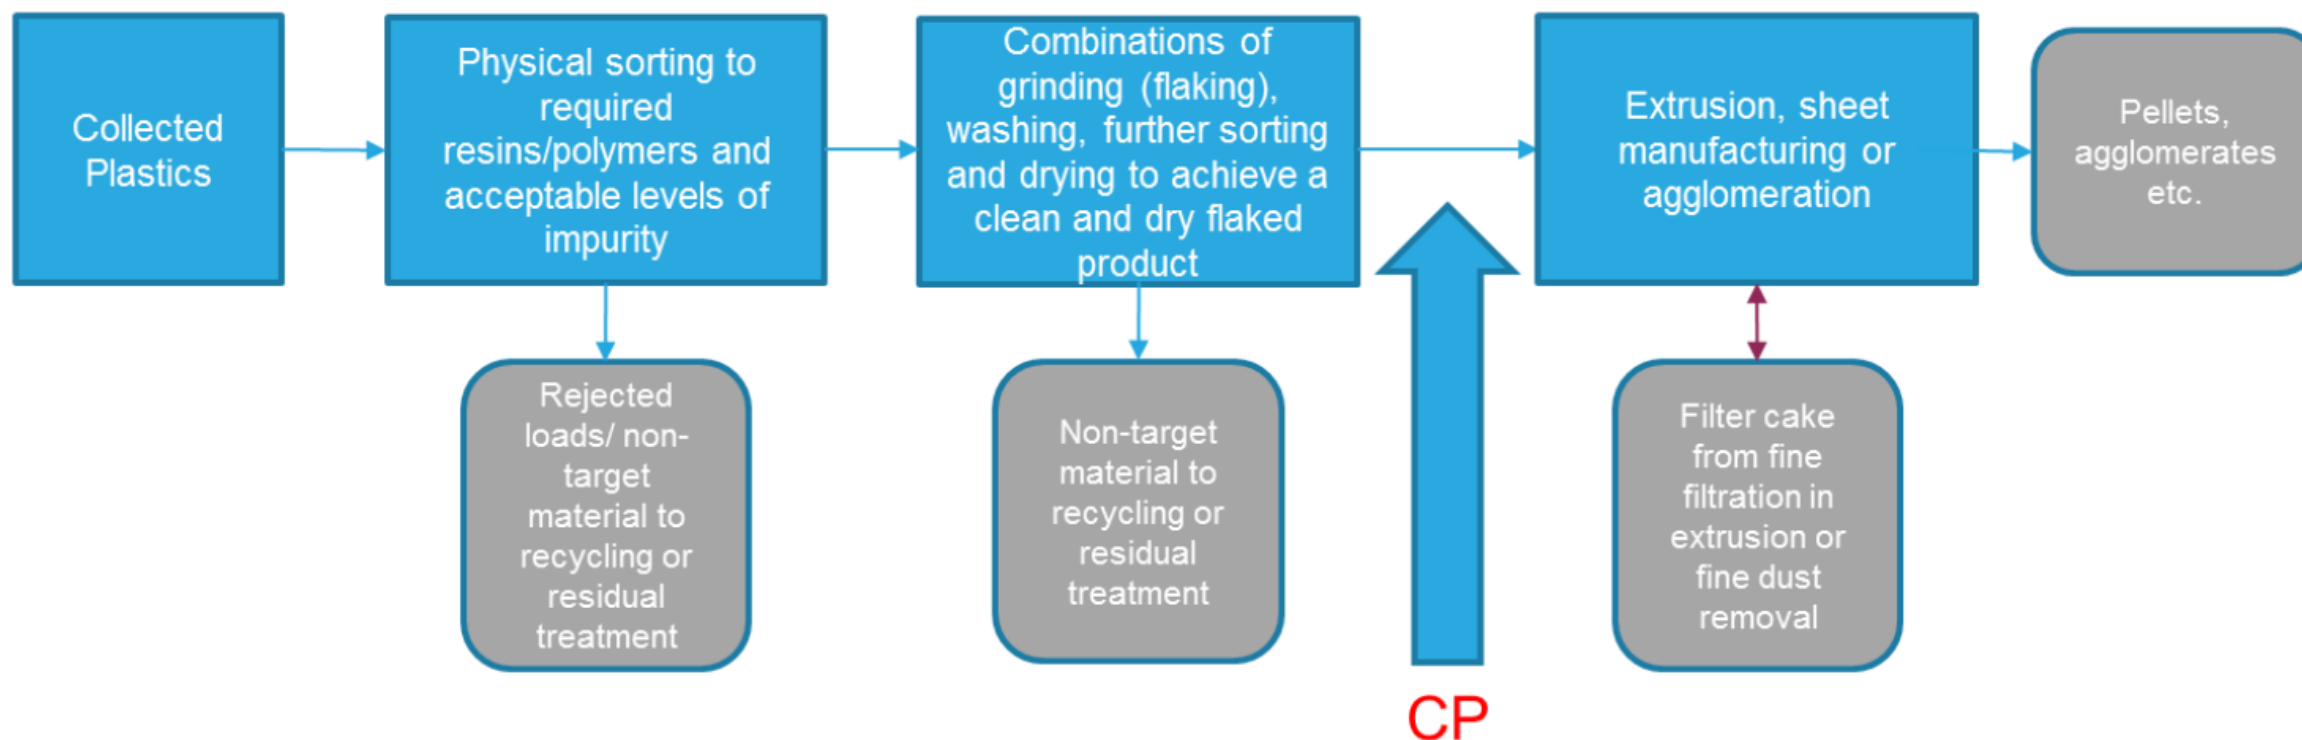 Collected
Plastics
Physical sorting to
required
resins/polymers and
acceptable levels of
impurity
Combinations of
grinding (flaking),
washing, further sorting
and drying to achieve a
clean and dry flaked
product
Extrusion, sheet
manufacturing or
agglomeration
Pellets,
agglomerates
etc.
Rejected
loads/ non-
target
material to
recycling or
residual
treatment
Non-target
material to
recycling or
residual
treatment
CP
Filter cake
from fine
filtration in
extrusion or
fine dust
removal